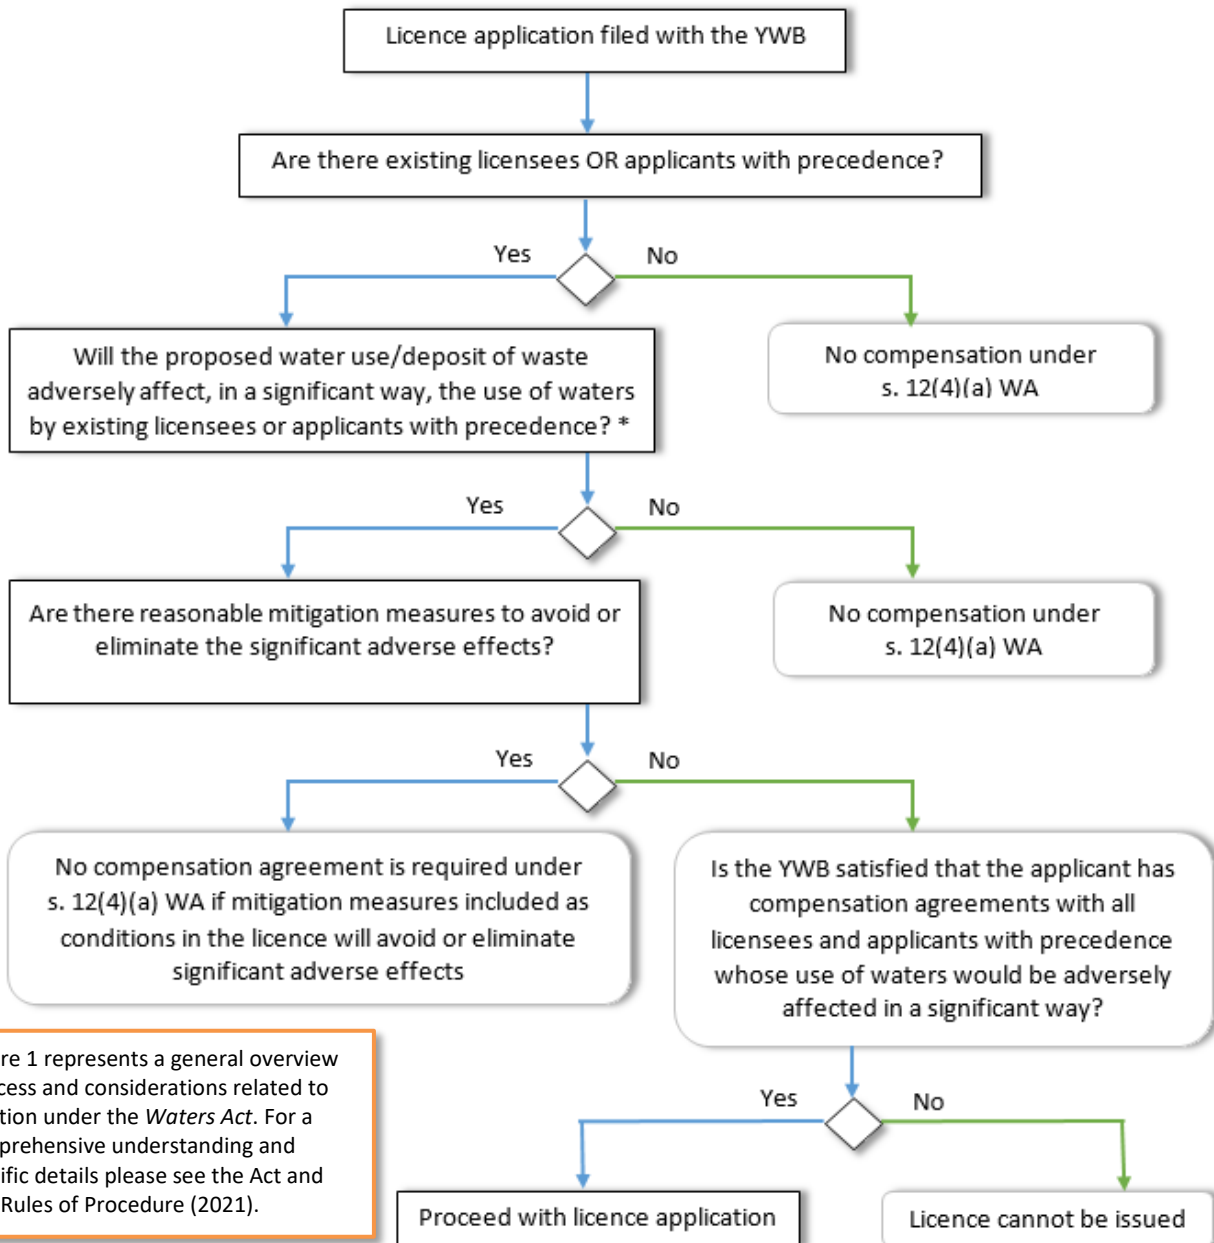 Licence application filed with the YWB
Are there existing licensees OR applicants with precedence?
Yes
No
Will the proposed water use/deposit of waste
adversely affect, in a significant way, the use of waters
by existing licensees or applicants with precedence? *
No compensation under
s. 12(4)(a) WA
Yes
No
Are there reasonable mitigation measures to avoid or
eliminate the significant adverse effects?
No compensation under
s. 12(4)(a) WA
Yes
No
No compensation agreement is required under
s. 12(4)(a) WA if mitigation measures included as
conditions in the licence will avoid or eliminate
significant adverse effects
Is the YWB satisfied that the applicant has
compensation agreements with all
licensees and applicants with precedence
whose use of waters would be adversely
affected in a significant way?
re 1 represents a general overview
cess and considerations related to
tion under the Waters Act. For a
prehensive understanding and
ific details please see the Act and
Rules of Procedure (2021).
Yes
No
Proceed with licence application
Licence cannot be issued